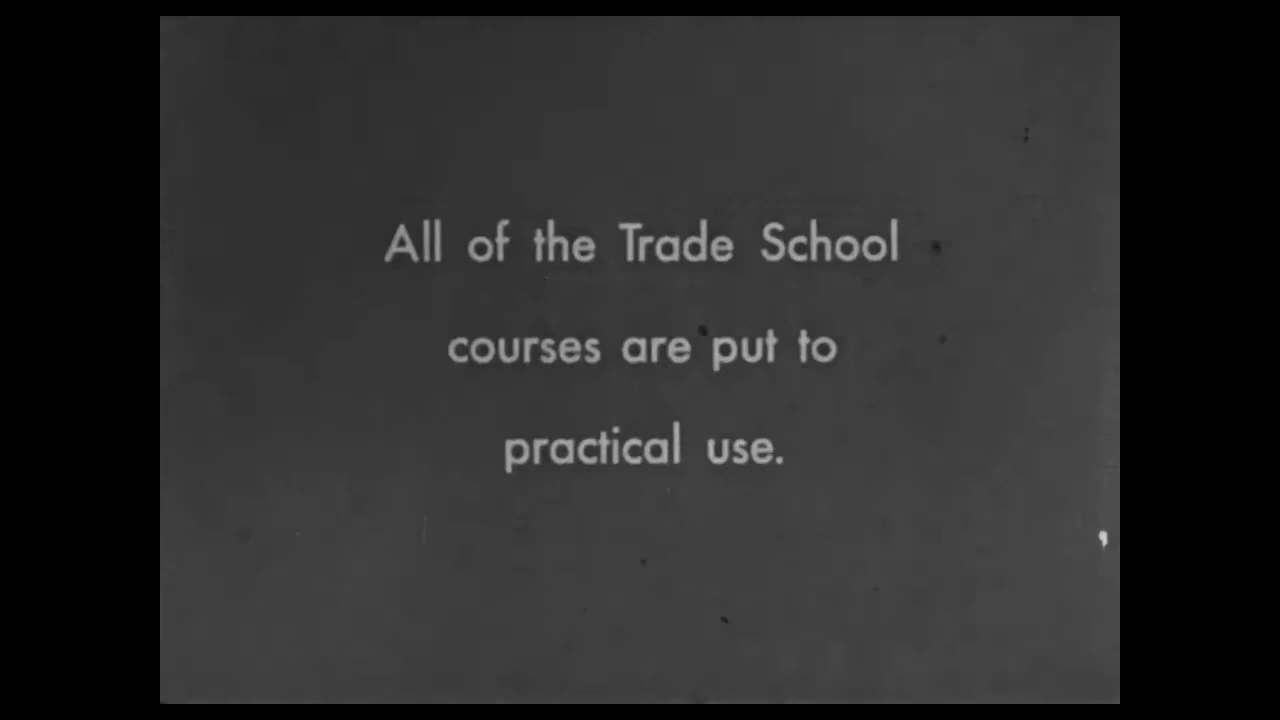 All of the Trade School
courses are put to
practical use.